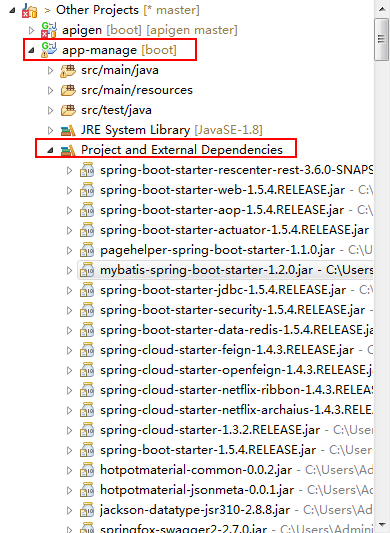 > Other Projects [* master]
apigen [boot] [apigen master]
app-manage [boot]
src/main/java
src/main/resources
src/test/java
JRE System Library [JavaSE-1.8]
Project and External Dependencies
spring-boot-starter-rescenter-rest-3.6.0-SNAPS
spring-boot-starter-web-1.5.4.RELEASE.jar - C:\
spring-boot-starter-aop-1.5.4.RELEASE.jar - C:\
spring-boot-starter-actuator-1.5.4.RELEASE.jar
pagehelper-spring-boot-starter-1.1.0.jar - C:\U
mybatis-spring-boot-starter-1.2.0.jar - C:\Users
spring-boot-starter-jdbc-1.5.4.RELEASE.jar - C:\
spring-boot-starter-security-1.5.4.RELEASE.jar -
spring-boot-starter-data-redis-1.5.4.RELEASE.jar
spring-cloud-starter-feign-1.4.3.RELEASE.jar - C
spring-cloud-starter-openfeign-1.4.3.RELEASE.jar
spring-cloud-starter-netflix-ribbon-1.4.3.RELEAS
spring-cloud-starter-netflix-archaius-1.4.3.RELEA
spring-cloud-starter-1.3.2.RELEASE.jar - C:\User
spring-boot-starter-1.5.4.RELEASE.jar - C:\Users
hotpotmaterial-common-0.0.2.jar - C:\Users\Ad
hotpotmaterial-jsonmeta-0.0.1.jar - C:\Users\A
jackson-datatype-jsr310-2.8.8.jar - C:\Users\Ad
springfox-swagger2-2.7.0.jar - C:\Users\Admini